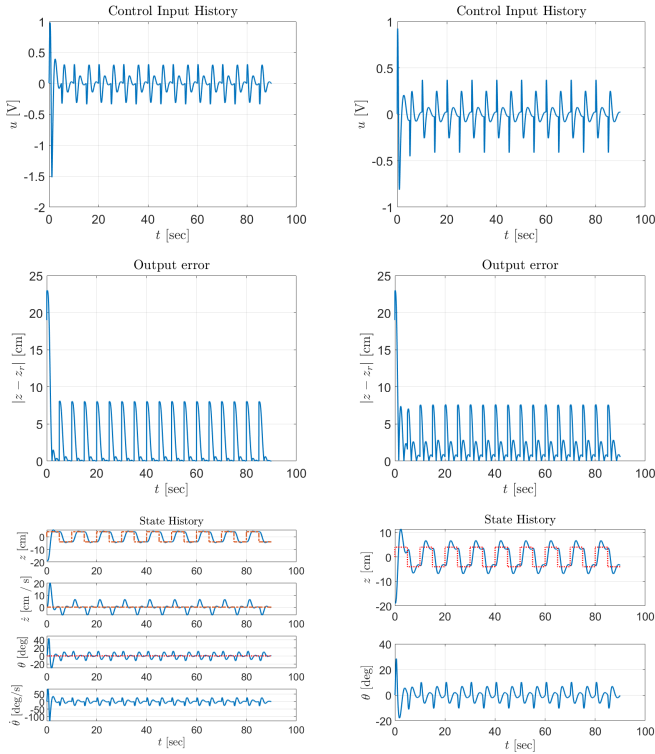 Control Input History
1
0.5
0
-0.5
-1
-1.5
-2
u [V]
0 20 40 60 80 100
t [sec]
Control Input History
1
0.5
0
-0.5
-1
u [V]
0 20 40 60 80 100
t [sec]
Output error
25
20
15
10
5
0
|z − z_r| [cm]
0 20 40 60 80 100
Output error
25
20
15
10
5
0
|z − z_r| [cm]
0 20 40 60 80 100
State History
0
-20
z [cm]
0 20 40 60 80 100
20
10
0
ż [cm / s]
0 20 40 60 80 100
40
20
0
-20
θ [deg]
0 20 40 60 80 100
50
0
-50
-100
θ̇ [deg/s]
0 20 40 60 80 100
t [sec]
State History
10
0
-10
-20
z [cm]
0 20 40 60 80 100
40
20
0
-20
θ [deg]
0 20 40 60 80 100
t [sec]